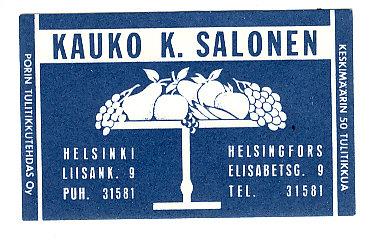 KAUKO K. SALONEN
PORIN TULITIKKUTEHDAS Oy
HELSINKI
LIISANK. 9
PUH. 31581
HELSINGFORS
ELISABETSG. 9
TEL. 31581
KESKIMÄÄRIN 50 TULITIKKUA